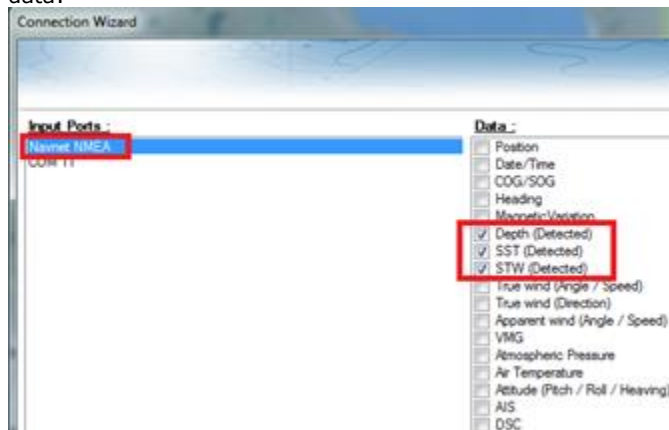 data?
Connection Wizard
Input Ports :
Navnet NMEA
COM 11
Data :
Position
Date/Time
COG/SOG
Heading
Magnetic Variation
Depth (Detected)
SST (Detected)
STW (Detected)
True wind (Angle / Speed)
True wind (Direction)
Apparent wind (Angle / Speed)
VMG
Atmospheric Pressure
Air Temperature
Attitude (Pitch / Roll / Heaving)
AIS
DSC